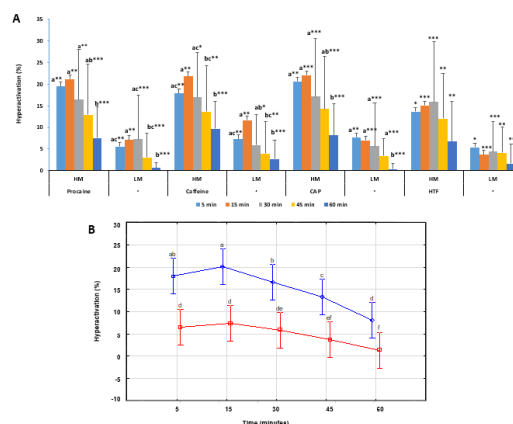 A
Hyperactivation (%)
35
30
25
20
15
10
5
0
a** a** a** ab*** b***
ac** a** ac*** bc*** b***
ac** a** ac* bc** b**
ac** a** ab* bc** b***
a** a** a*** ab*** b***
a** a** a*** a*** b***
* *** *** ** **
* *** *** **
HM LM HM LM HM LM HM LM
Procaine - Caffeine - CAP - HTF -
5 min 15 min 30 min 45 min 60 min
B
Hyperactivation (%)
30
25
20
15
10
5
0
-5
-10
ab a b c d
d d de ef f
5 15 30 45 60
Time (minutes)